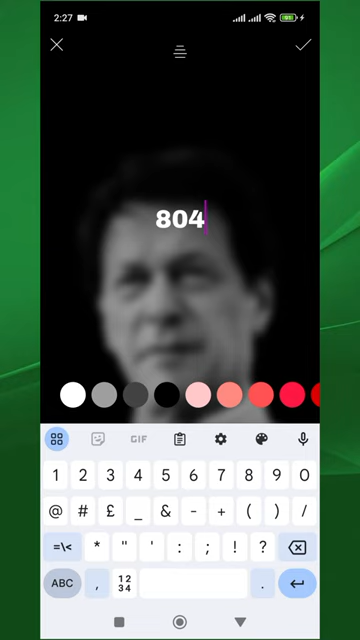 2:27
804
GIF
1 2 3 4 5 6 7 8 9 0
@ # £ _ & - + ( ) /
=\< * " ' : ; ! ?
ABC , 12 .
34